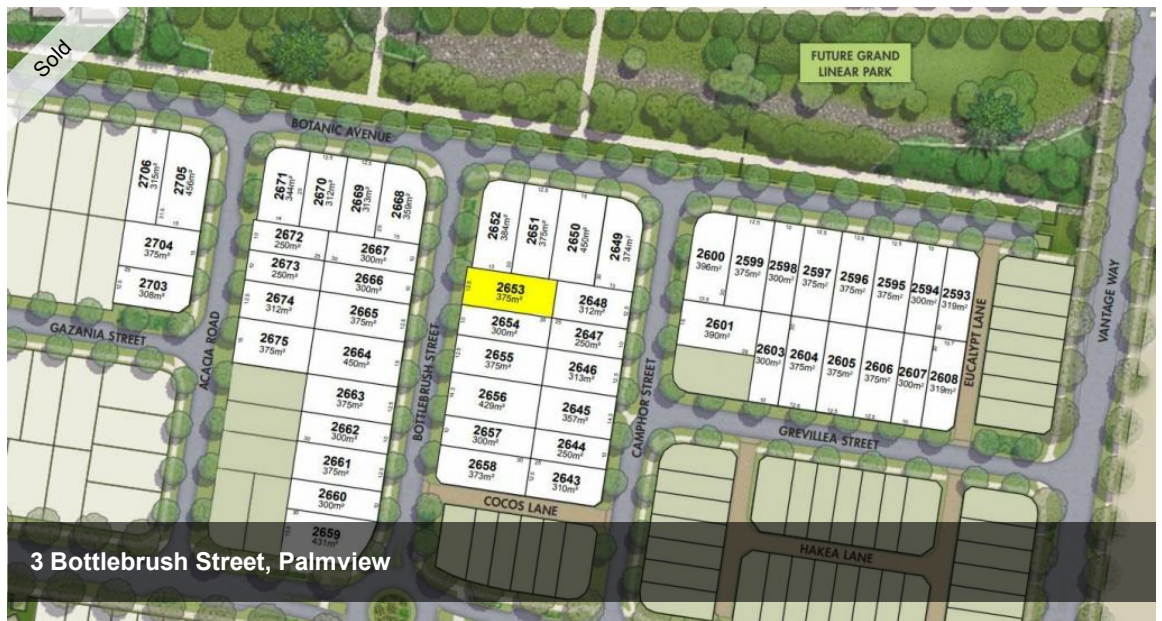 Sold
FUTURE GRAND
LINEAR PARK
BOTANIC AVENUE
VANTAGE WAY
2706
315m²
2705
456m²
2704
375m²
2703
308m²
GAZANIA STREET
ACACIA ROAD
2671
344m²
2670
312m²
2669
313m²
2668
359m²
2672
250m²
2667
300m²
2673
250m²
2666
300m²
2674
312m²
2665
375m²
2675
375m²
2664
450m²
2663
375m²
2662
300m²
2661
375m²
2660
300m²
2659
431m²
BOTTLEBRUSH STREET
2652
384m²
2651
375m²
2650
450m²
2649
374m²
2653
375m²
2648
312m²
2654
300m²
2647
250m²
2655
375m²
2646
313m²
2656
429m²
2645
357m²
2657
300m²
2644
250m²
2658
373m²
2643
310m²
COCOS LANE
CAMPHOR STREET
2600
396m²
2599
375m²
2598
300m²
2597
375m²
2596
375m²
2595
375m²
2594
300m²
2593
319m²
2601
390m²
2603
300m²
2604
375m²
2605
375m²
2606
375m²
2607
300m²
2608
319m²
EUCALYPT LANE
GREVILLEA STREET
HAKEA LANE
3 Bottlebrush Street, Palmview